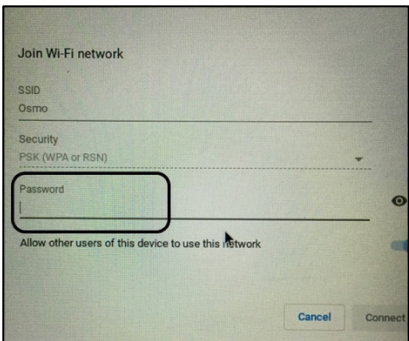 Join Wi-Fi network
SSID
Osmo
Security
PSK (WPA or RSN)
Password
Allow other users of this device to use this network
Cancel
Connect